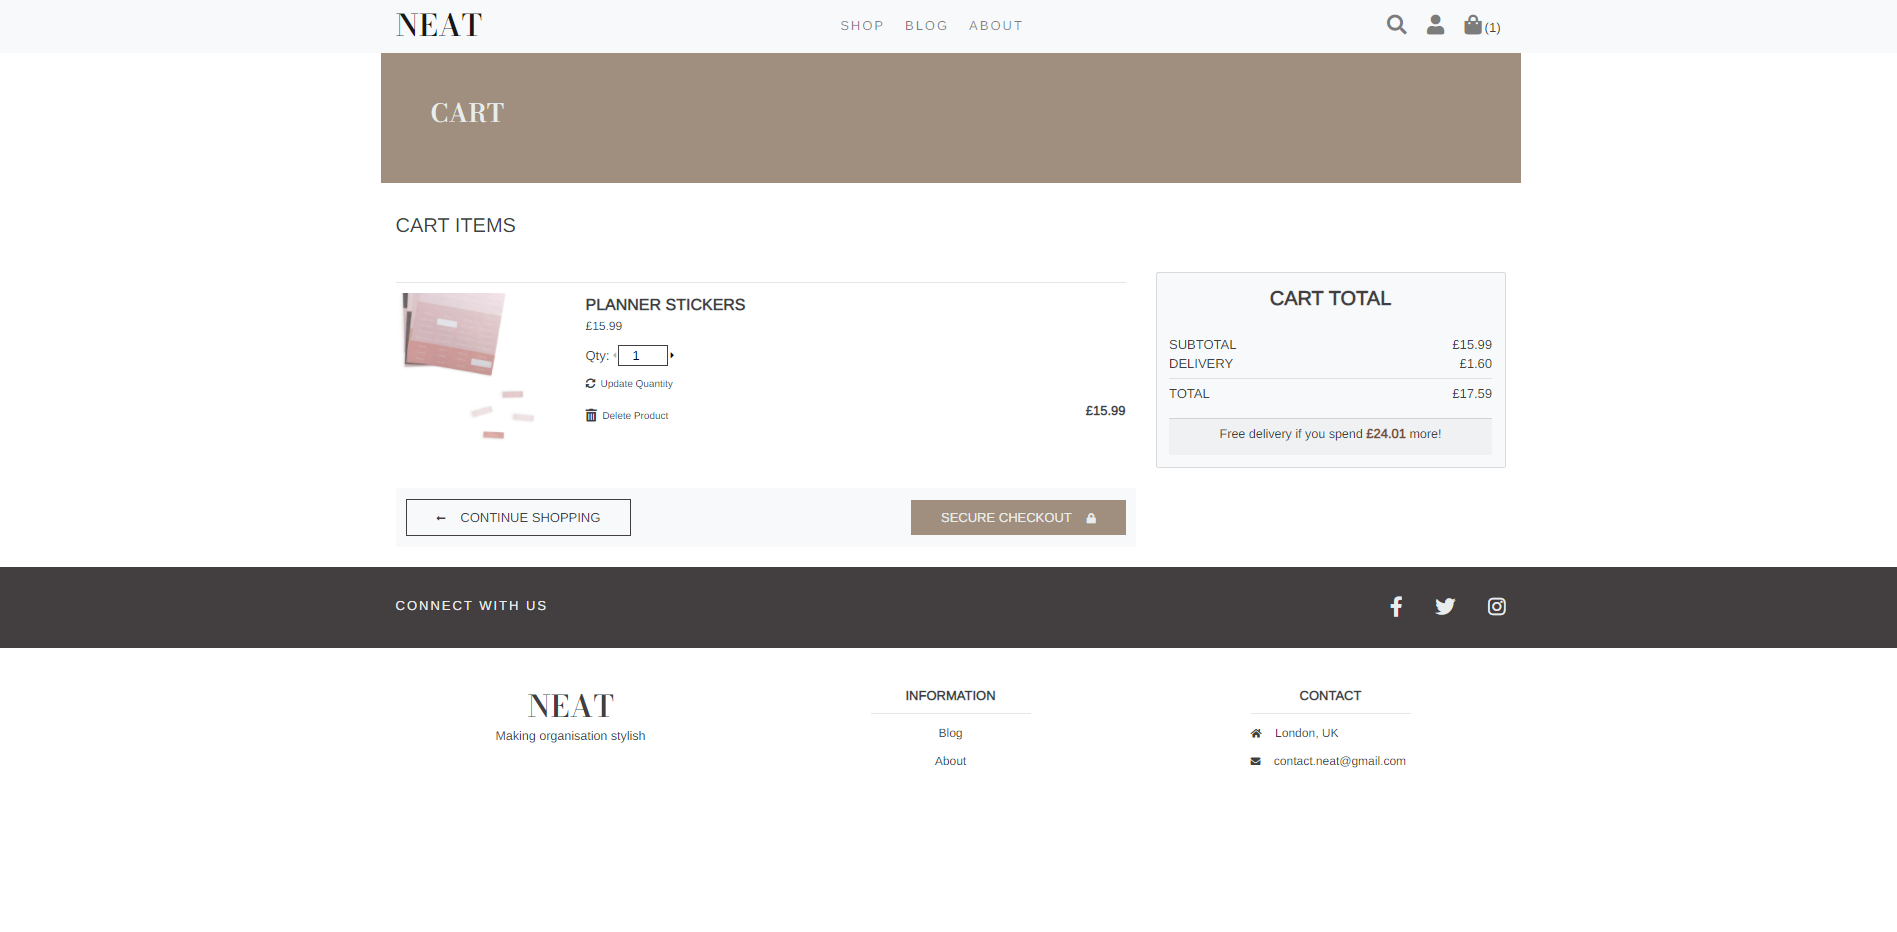 NEAT
SHOP BLOG ABOUT
(1)
CART
CART ITEMS
PLANNER STICKERS
£15.99
Qty: 1
Update Quantity
Delete Product
£15.99
CART TOTAL
SUBTOTAL £15.99
DELIVERY £1.60
TOTAL £17.59
Free delivery if you spend £24.01 more!
CONTINUE SHOPPING
SECURE CHECKOUT
CONNECT WITH US
NEAT
Making organisation stylish
INFORMATION
Blog
About
CONTACT
London, UK
contact.neat@gmail.com